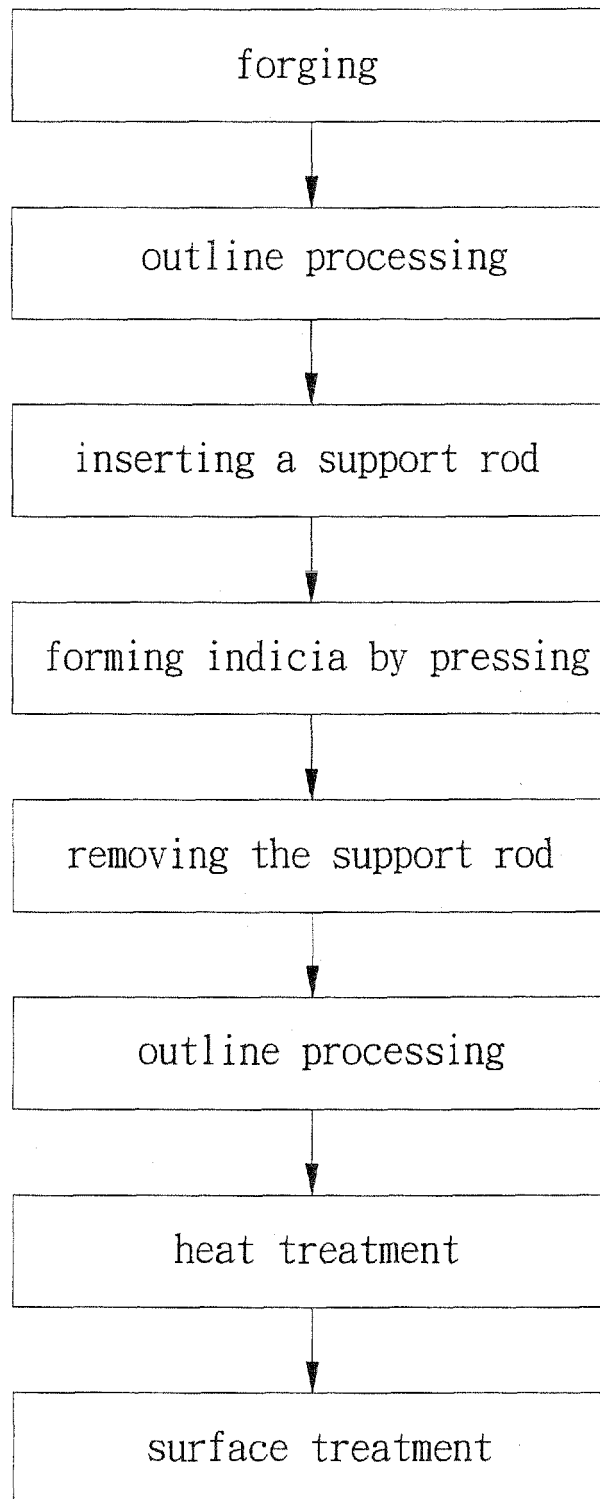 forging
outline processing
inserting a support rod
forming indicia by pressing
removing the support rod
outline processing
heat treatment
surface treatment